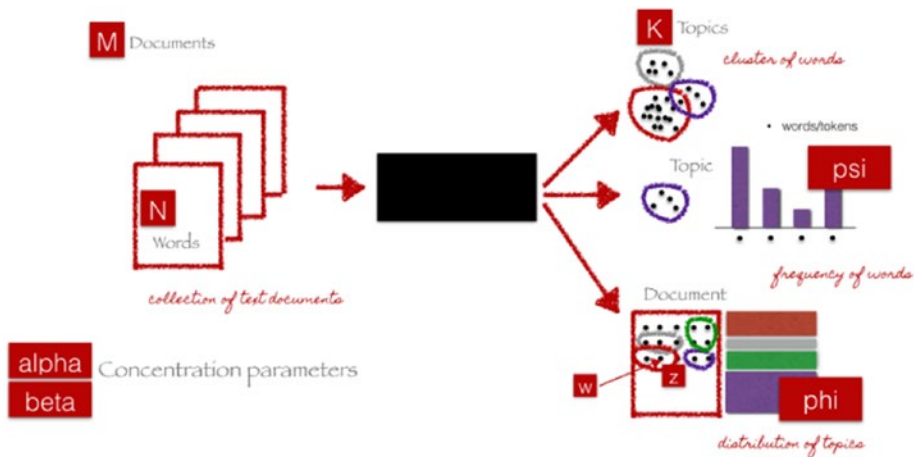 M Documents
N
Words
collection of text documents
alpha
beta
Concentration parameters
K Topics
cluster of words
words/tokens
Topic
psi
frequency of words
Document
w
z
phi
distribution of topics